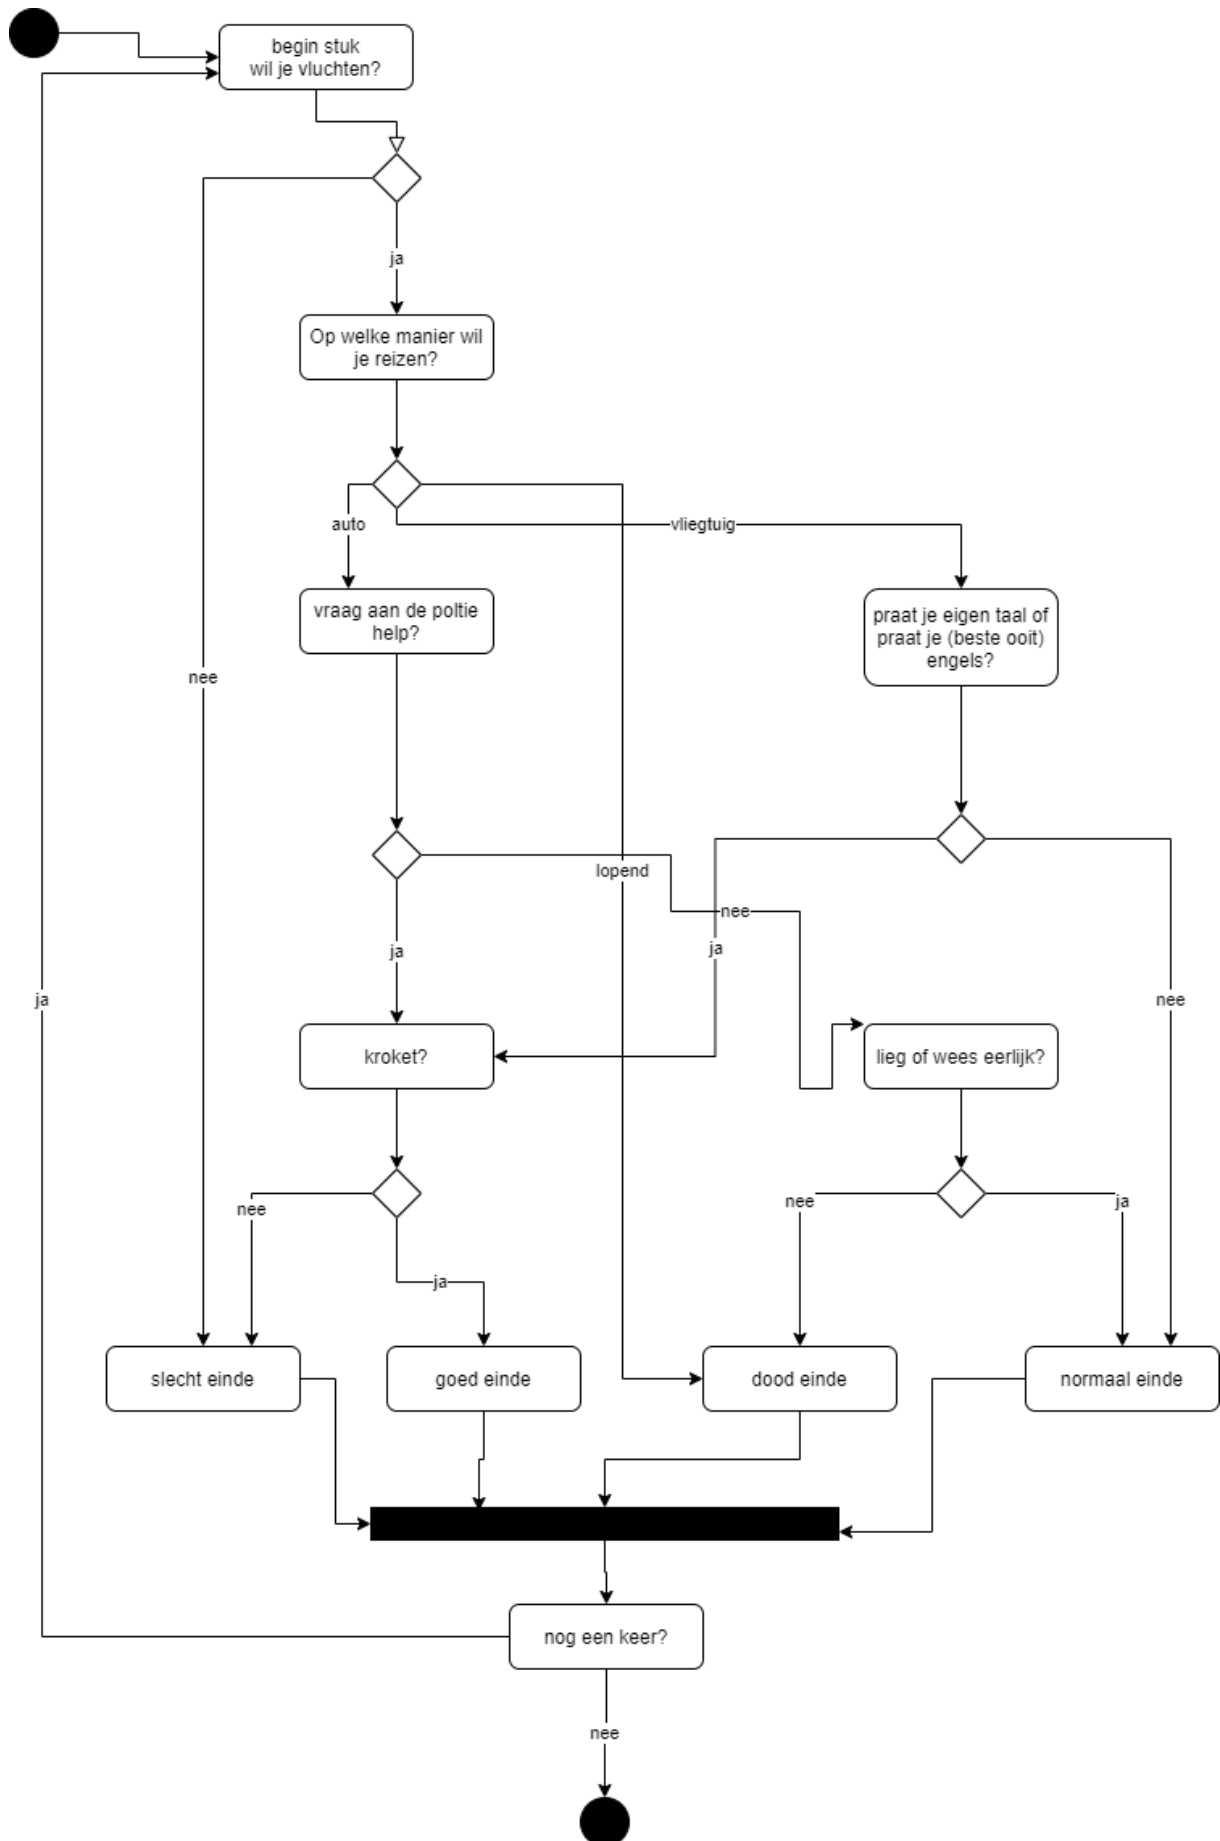 begin stuk
wil je vluchten?
ja
Op welke manier wil
je reizen?
auto
vliegtuig
vraag aan de poltie
help?
praat je eigen taal of
praat je (beste ooit)
engels?
nee
lopend
nee
ja
ja
ja
nee
kroket?
lieg of wees eerlijk?
nee
ja
nee
ja
slecht einde
goed einde
dood einde
normaal einde
nog een keer?
nee